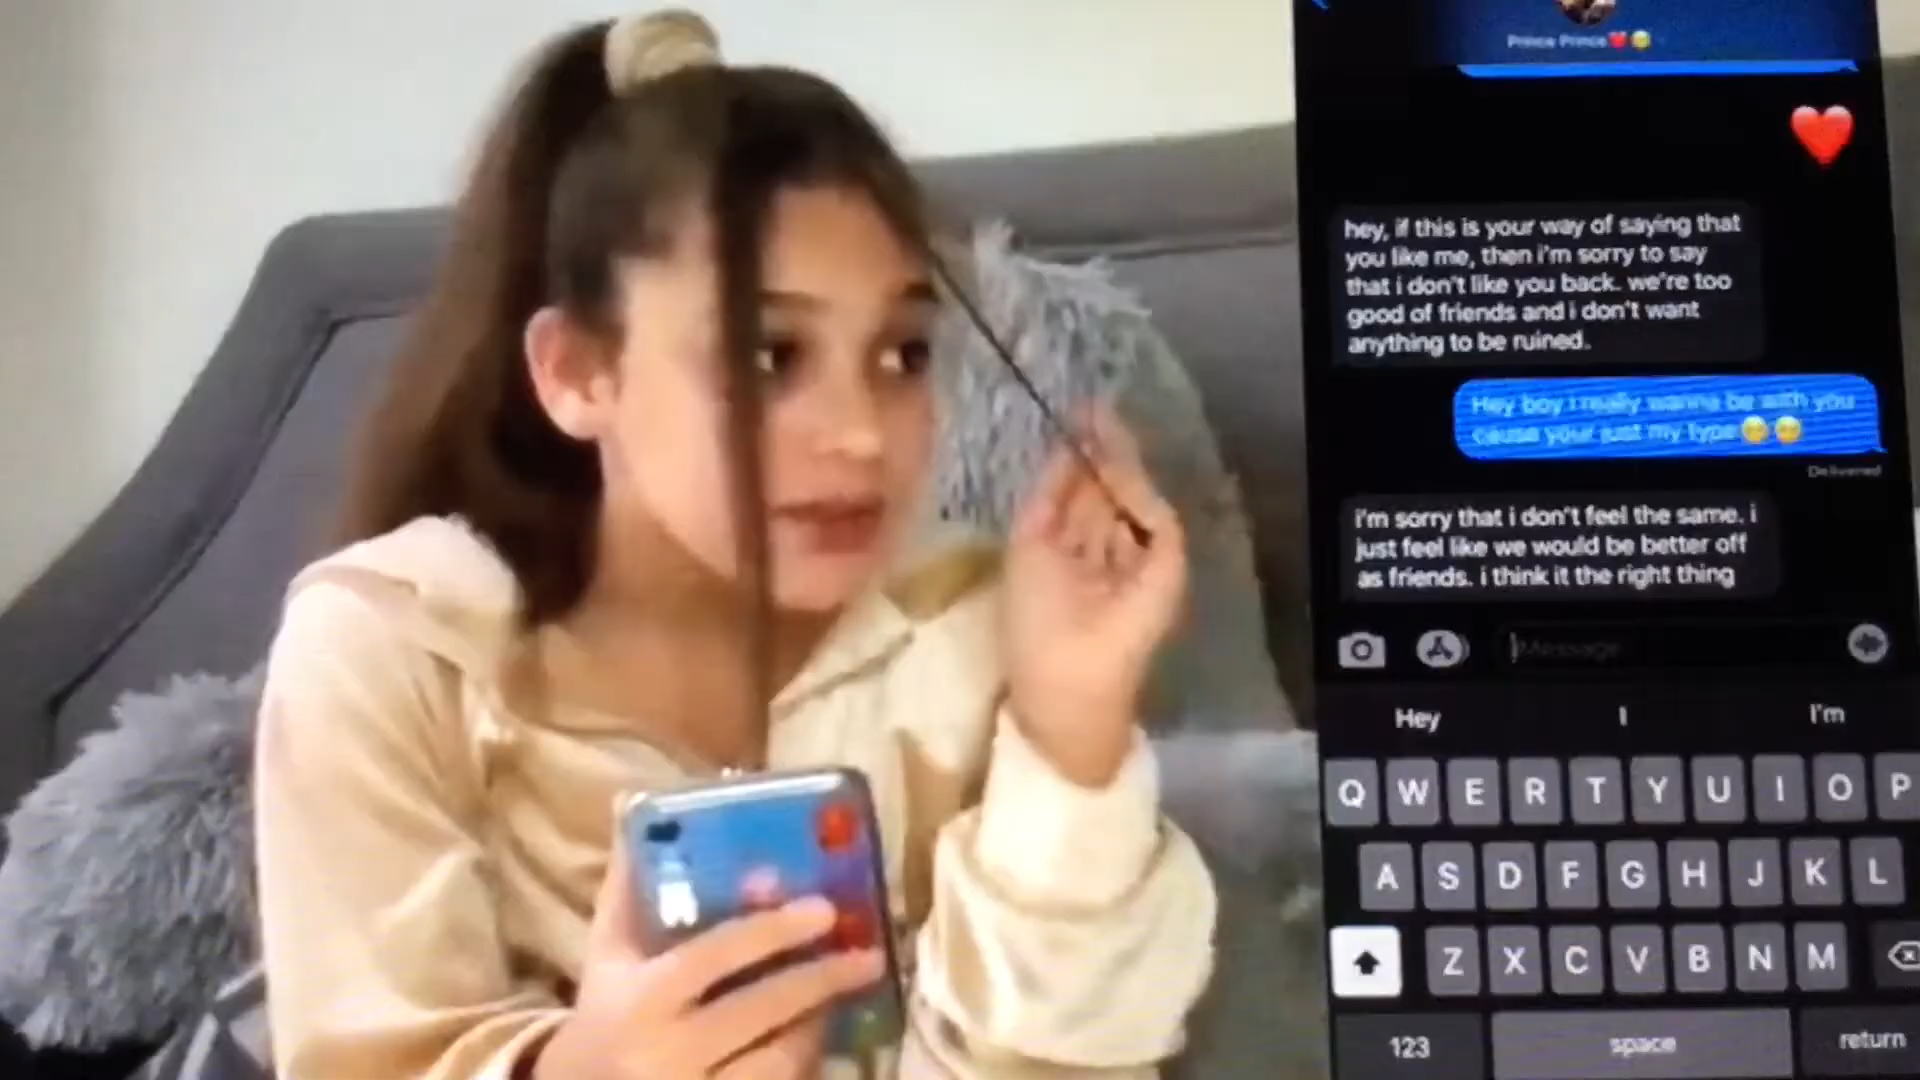 Prince Prince❤️😊
❤️
hey, if this is your way of saying that
you like me, then i'm sorry to say
that i don't like you back. we're too
good of friends and i don't want
anything to be ruined.
Hey boy i really wanna be with you
cause your just my type
Delivered
i'm sorry that i don't feel the same. i
just feel like we would be better off
as friends. i think it the right thing
iMessage
Hey I I'm
Q W E R T Y U I O P
A S D F G H J K L
Z X C V B N M
123 space return